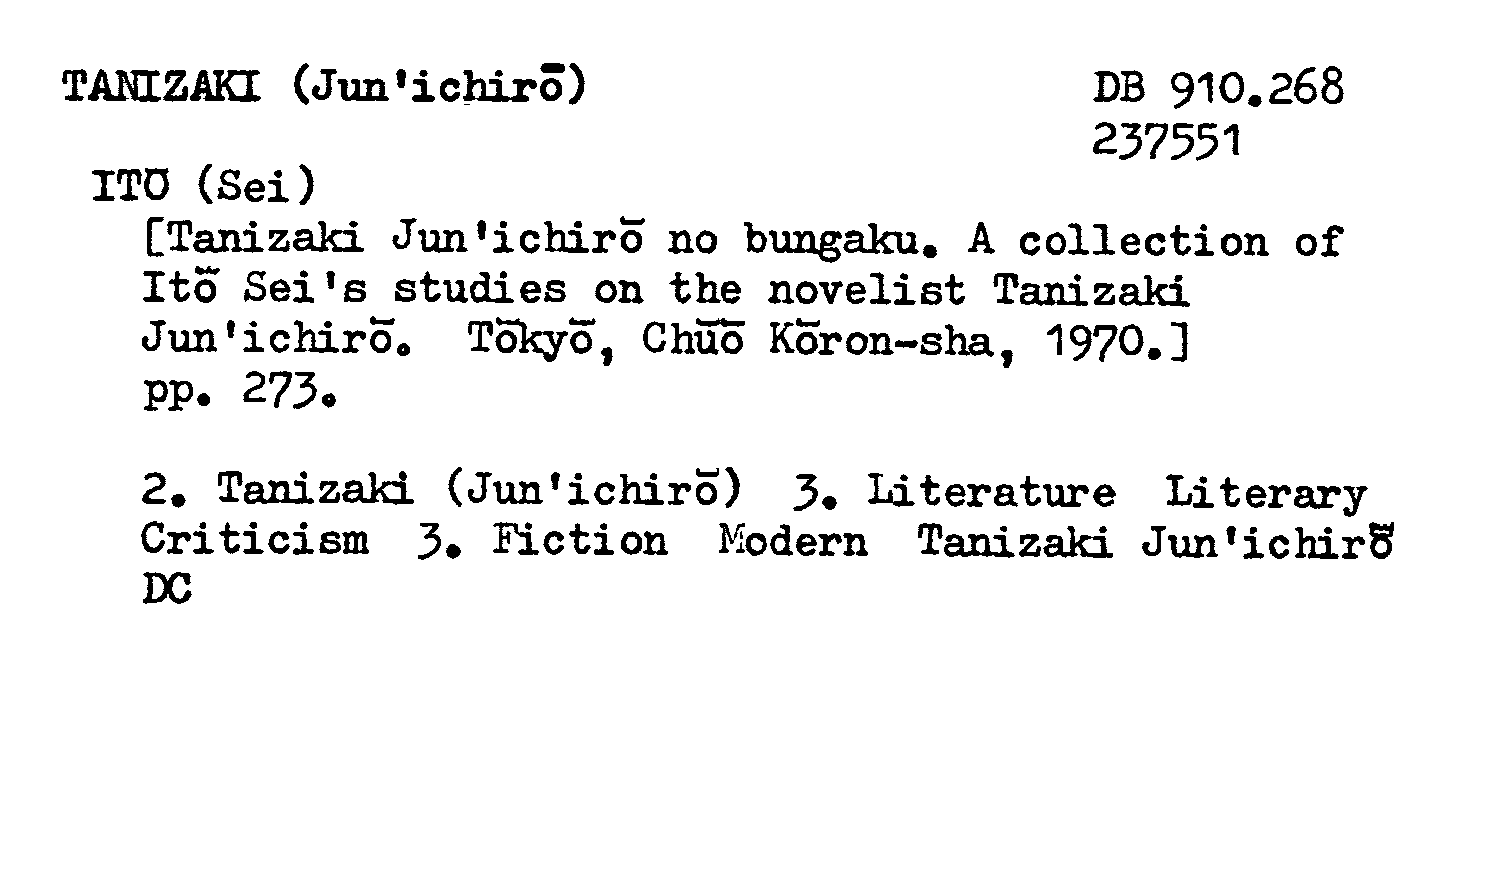 TANIZAKI (Jun'ichirō) DB 910.268
237551
ITŌ (Sei)
[Tanizaki Jun'ichirō no bungaku. A collection of
Itō Sei's studies on the novelist Tanizaki
Jun'ichirō. Tōkyō, Chūō Kōron-sha, 1970.]
pp. 273.
2. Tanizaki (Jun'ichirō) 3. Literature Literary
Criticism 3. Fiction Modern Tanizaki Jun'ichirō
DC